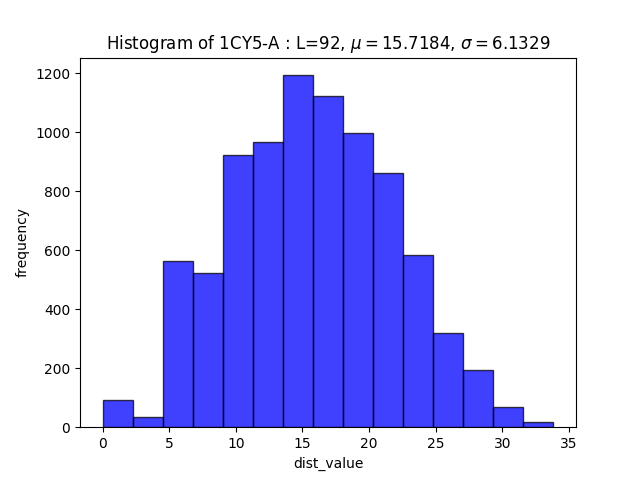 Histogram of 1CY5-A : L=92, μ = 15.7184, σ = 6.1329
1200
1000
800
600
400
200
0
frequency
0 5 10 15 20 25 30 35
dist_value